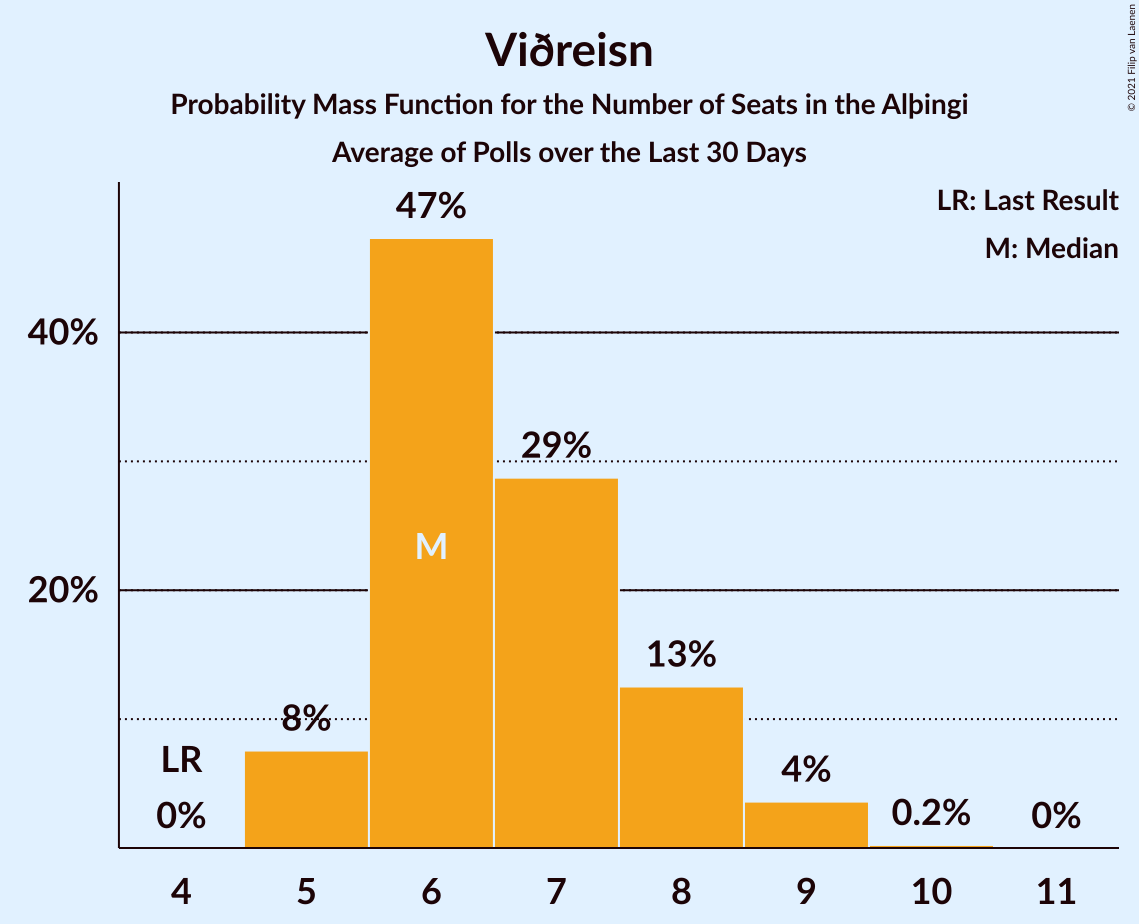 © 2021 Filip van Laenen
Viðreisn
Probability Mass Function for the Number of Seats in the Alþingi
Average of Polls over the Last 30 Days
LR: Last Result
M: Median
47%
40%
29%
M
20%
13%
8%
LR
4%
0%
0.2%
0%
4 5 6 7 8 9 10 11